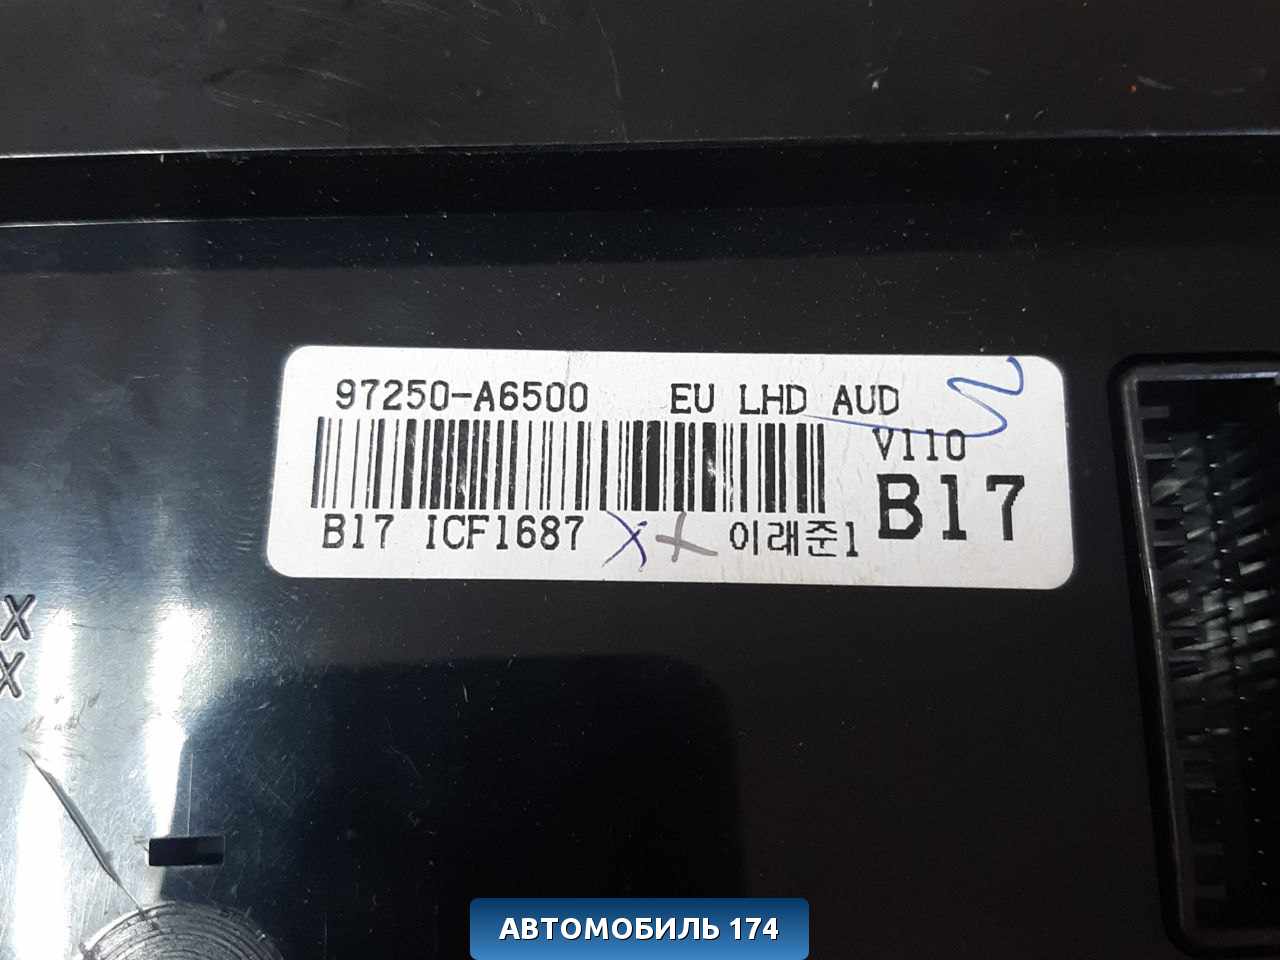 97250-A6500 EU LHD AUD
V110
B17
B17 ICF1687 이래준1
X
X
АВТОМОБИЛЬ 174